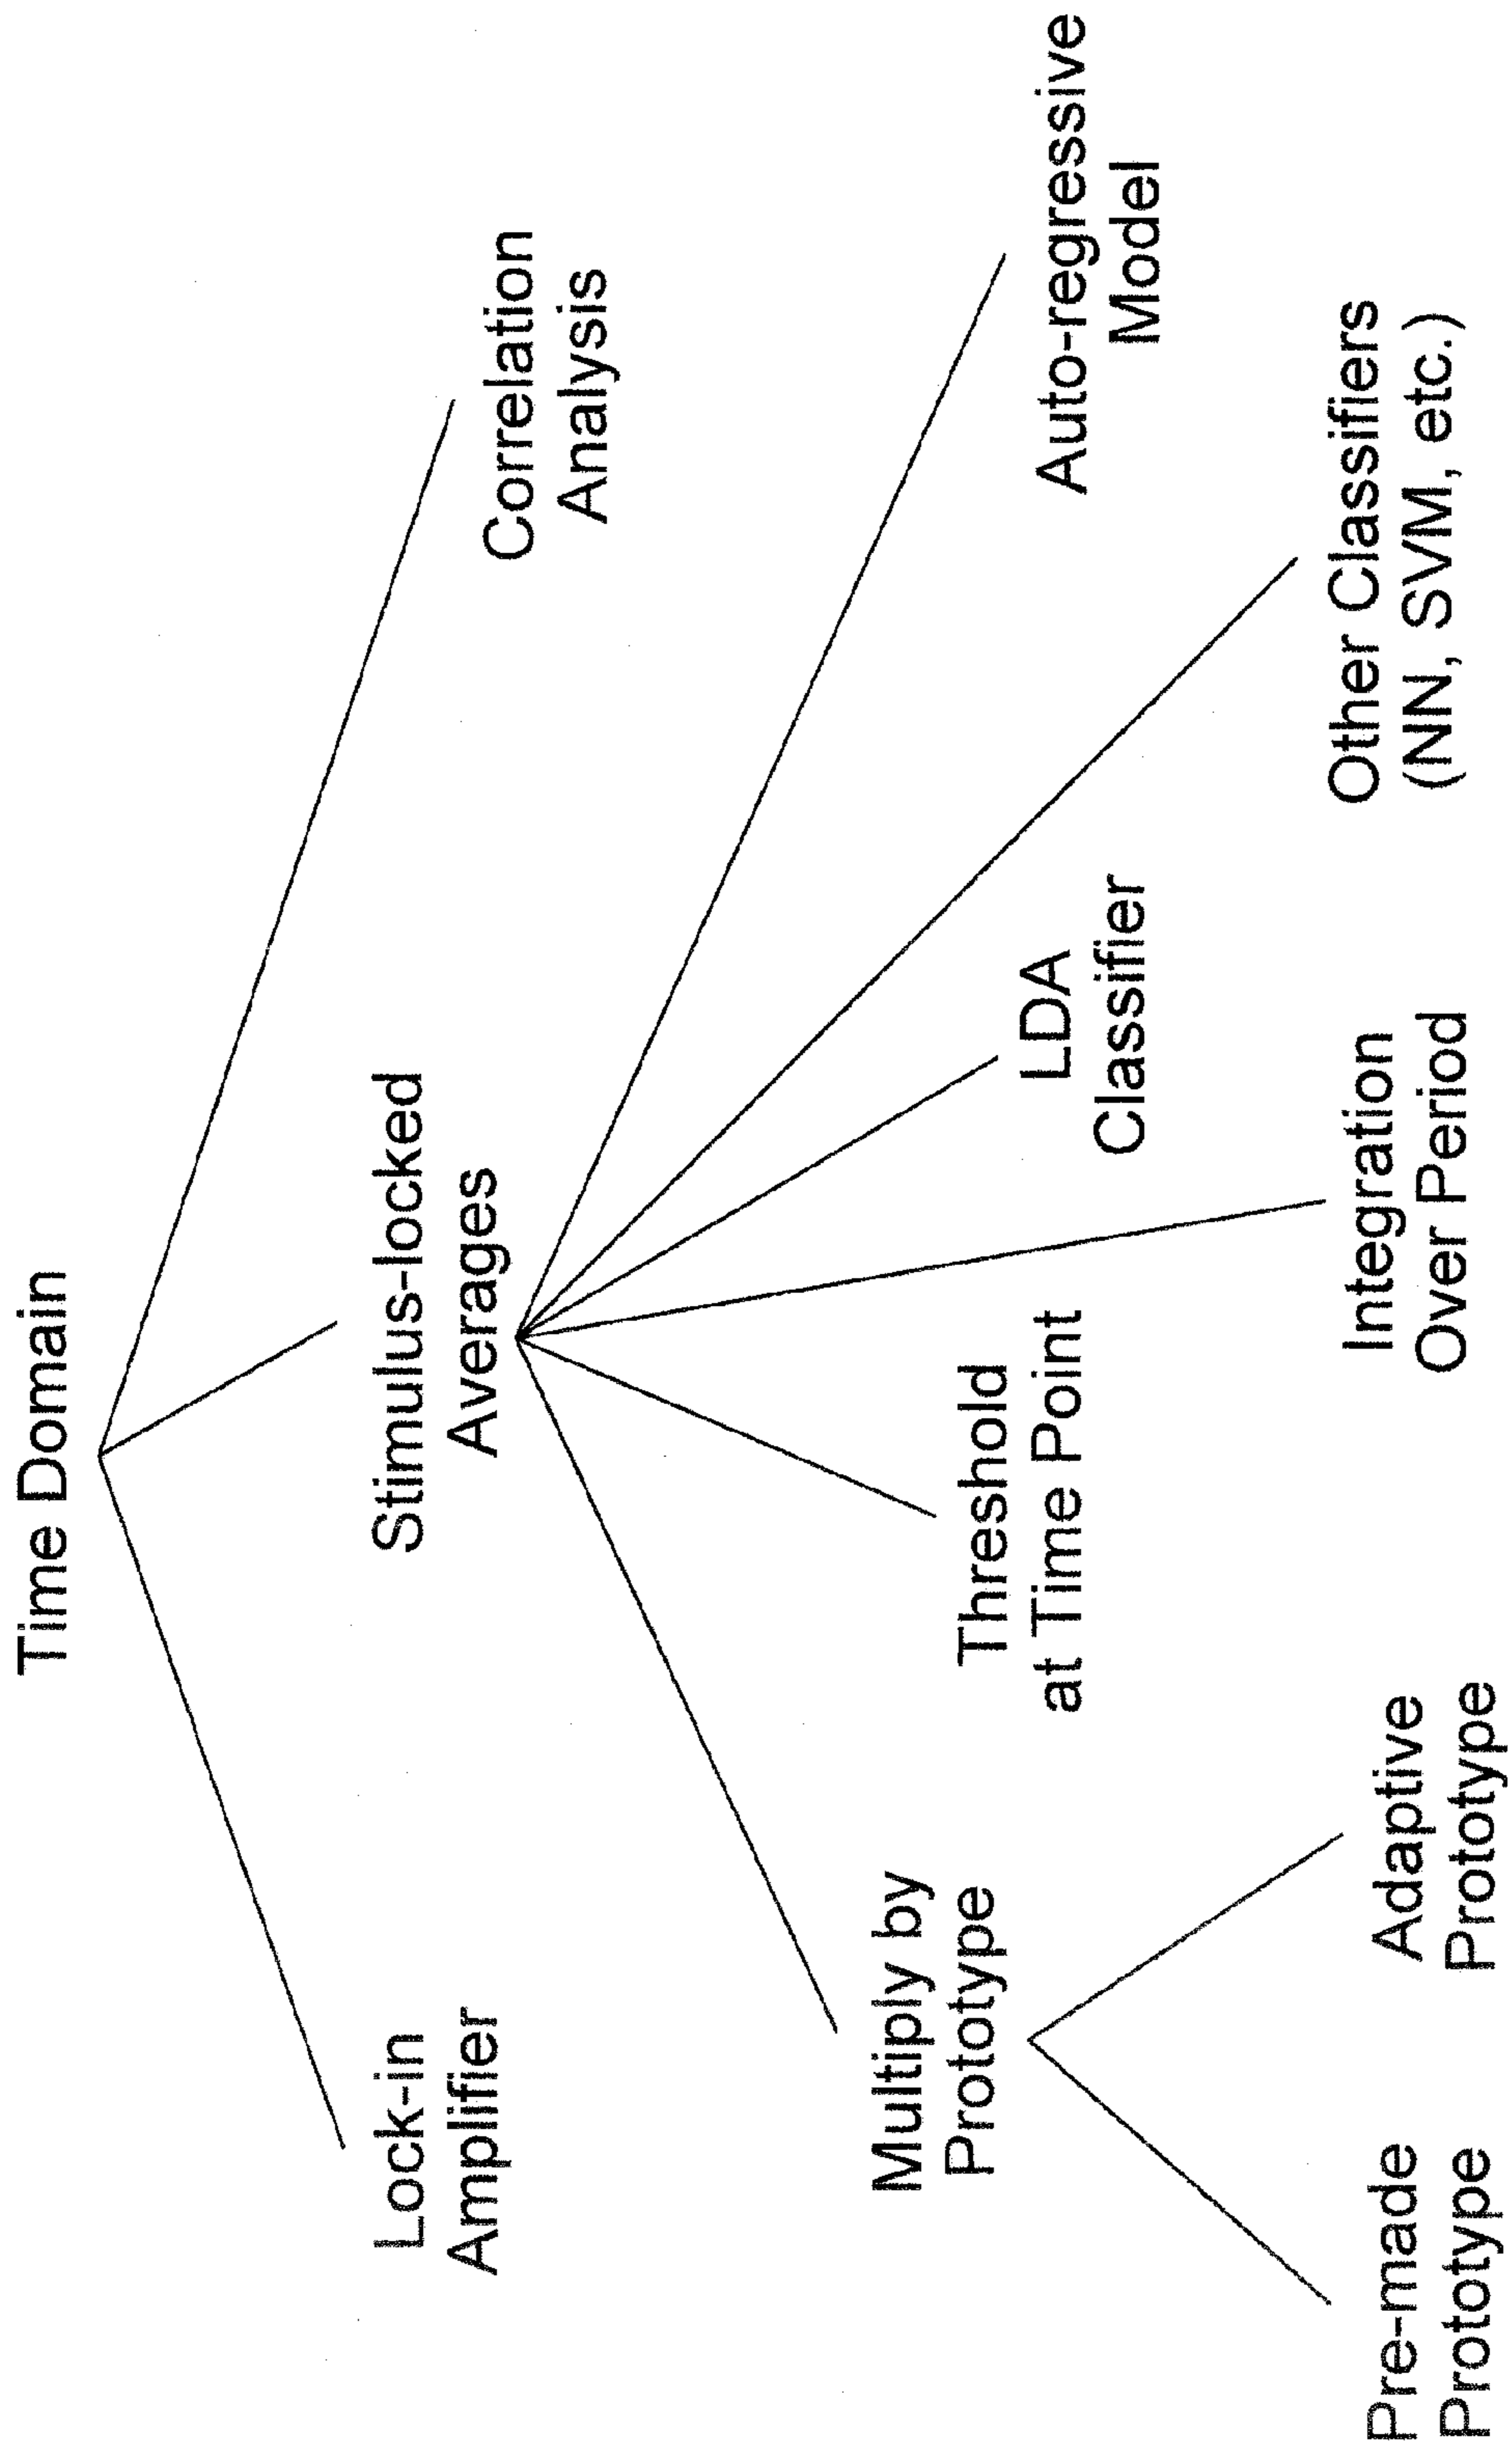 Time Domain
Lock-in
Amplifier
Stimulus-locked
Averages
Correlation
Analysis
Multiply by
Prototype
Threshold
at Time Point
LDA
Classifier
Auto-regressive
Model
Pre-made
Prototype
Adaptive
Prototype
Integration
Over Period
Other Classifiers
(NN, SVM, etc.)